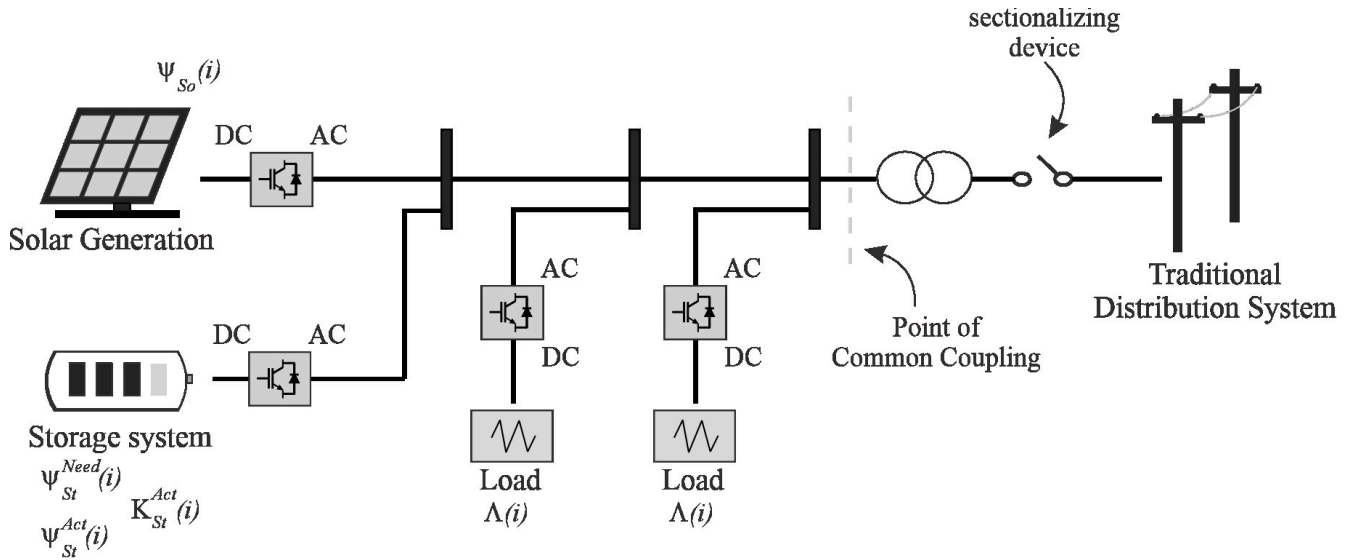 sectionalizing
device
Ψ_So(i)
DC AC
Solar Generation
Traditional
Distribution System
AC
DC
AC
DC
Point of
Common Coupling
DC AC
Storage system
Ψ_St^Need(i)
K_St^Act(i)
Ψ_St^Act(i)
Load
Λ(i)
Load
Λ(i)